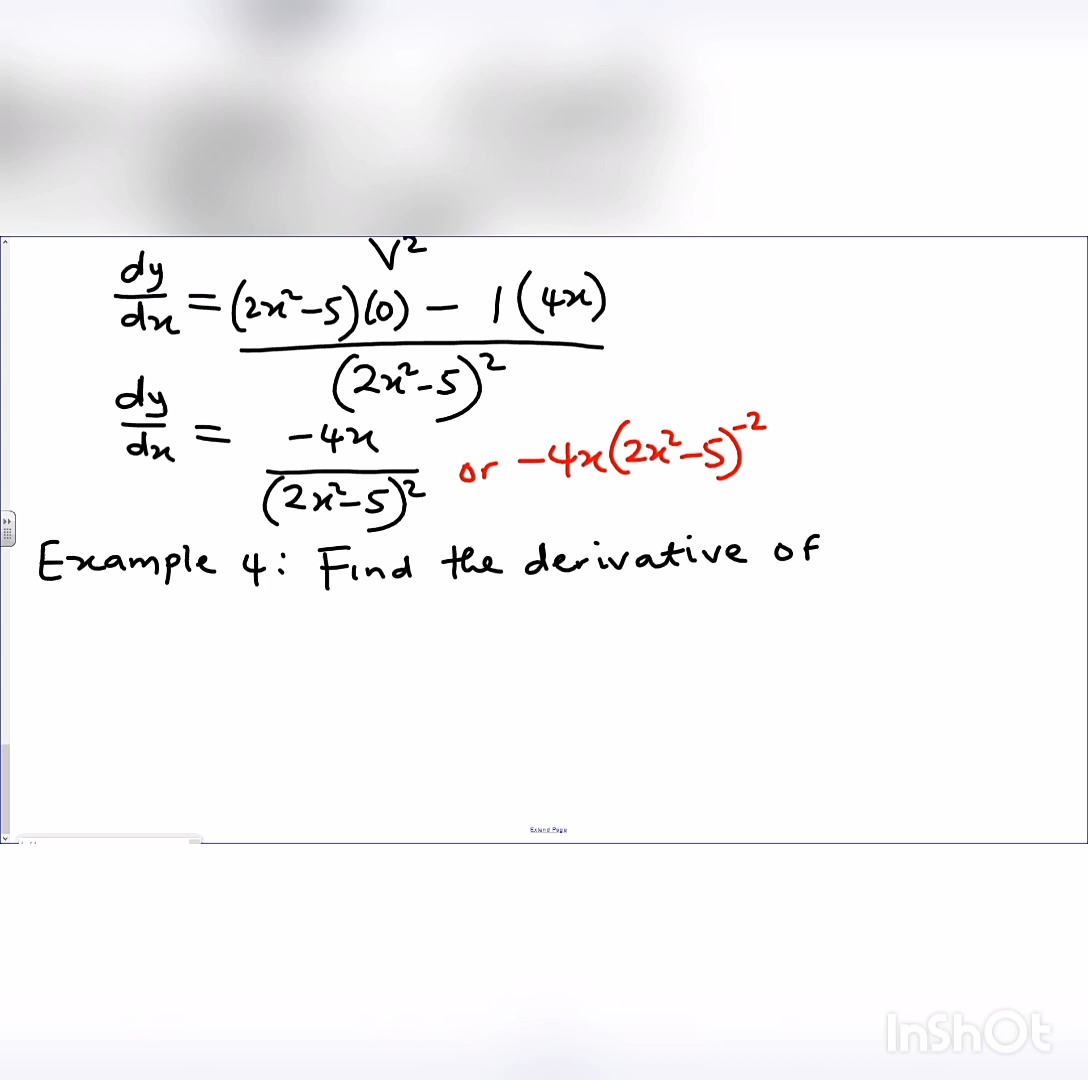 V²
dy/dx = (2x²-5)(0) - 1(4x)
(2x²-5)²
dy/dx = -4x/(2x²-5)² or -4x(2x²-5)⁻²
Example 4: Find the derivative of
Extend Page
InShOt